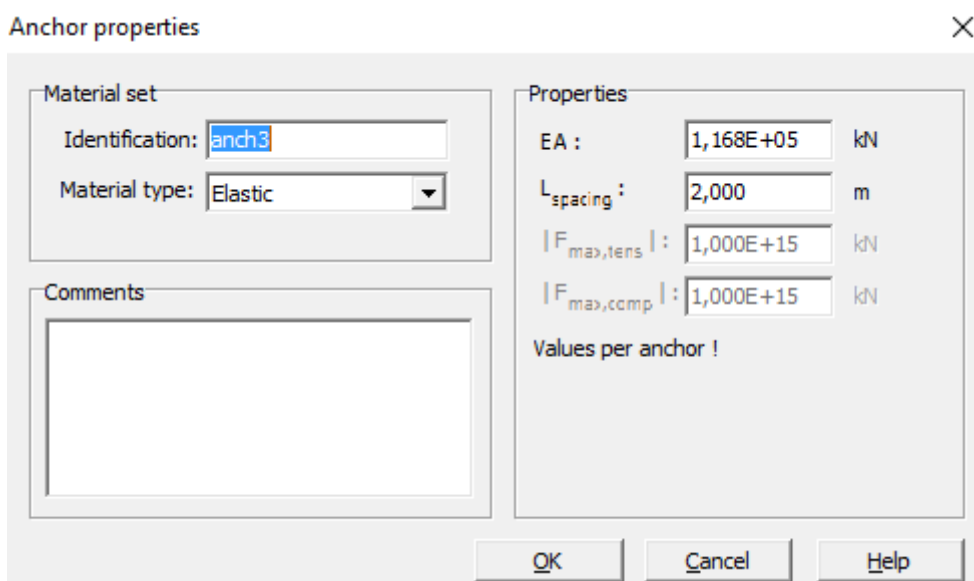 Anchor properties
Material set
Identification: anch3
Material type: Elastic
Comments
Properties
EA : 1,168E+05 kN
Lspacing : 2,000 m
|Fmax,tens| : 1,000E+15 kN
|Fmax,comp| : 1,000E+15 kN
Values per anchor !
OK Cancel Help